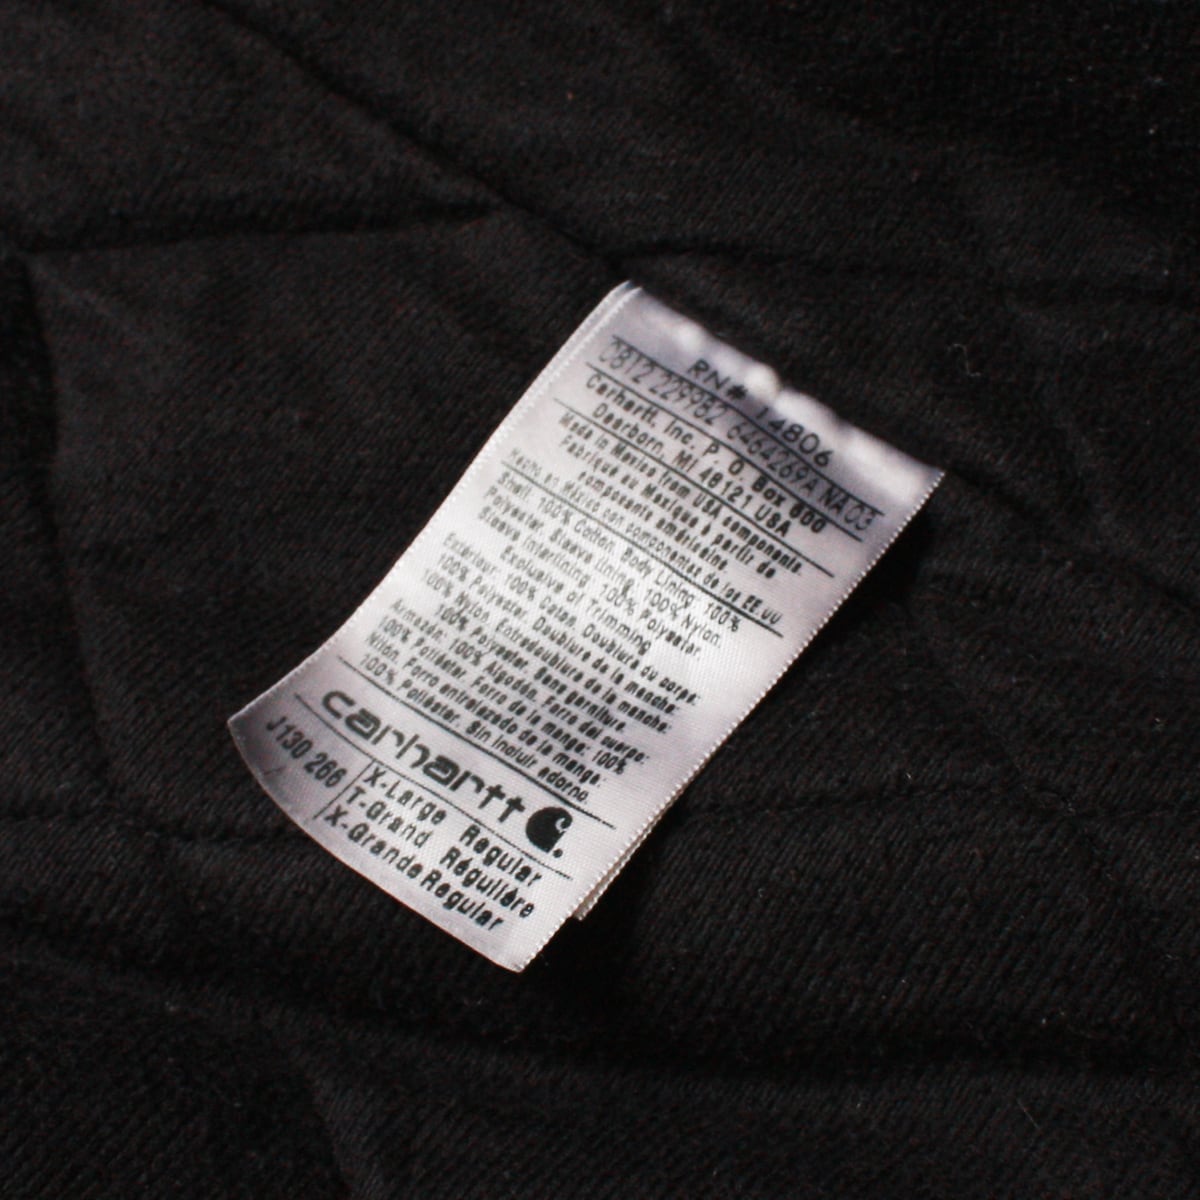 RN# 14806
0812 229982 6464269A NA 03
Carhartt, Inc. P. O. Box 600
Dearborn, MI 48121 USA
Made in Mexico from USA components.
Fabriqué au Mexique à partir de
composants américains.
Hecho en México con componentes de los EE.UU.
Shell: 100% Cotton. Body Lining: 100%
Polyester. Sleeve Lining: 100% Nylon.
Sleeve Interlining: 100% Polyester.
Exclusive of Trimming
Extérieur: 100% Coton. Doublure du corps:
100% Polyester. Doublure de la manche:
100% Nylon. Entredoublure de la manche:
100% Polyester. Sans garniture.
Armazón: 100% Algodón. Forro del cuerpo:
100% Poliéster. Forro de la manga: 100%
Nilón. Forro entretejado de la manga:
100% Poliéster. Sin incluir adorno.
carhartt
J130 266
X-Large Regular
T-Grand Régulière
X-Grande Regular